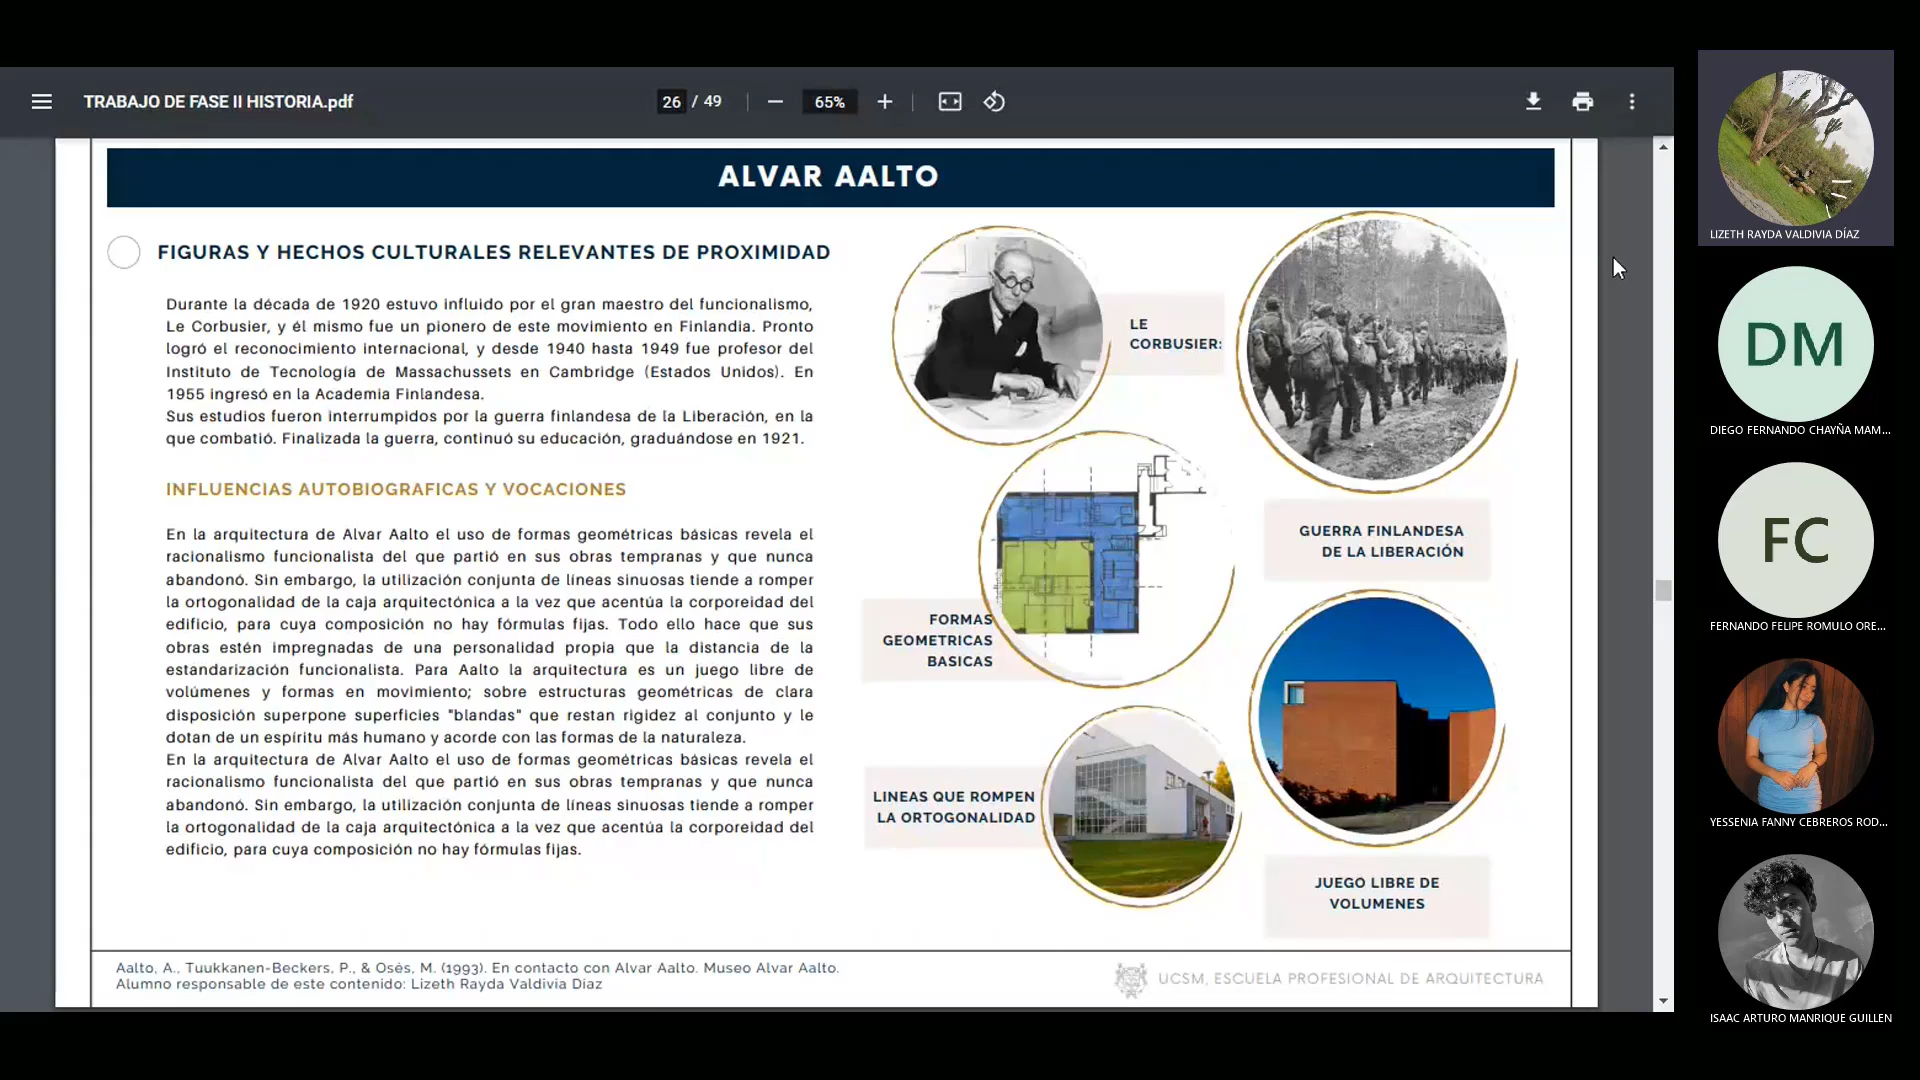 TRABAJO DE FASE II HISTORIA.pdf
26 / 49
65%
ALVAR AALTO
FIGURAS Y HECHOS CULTURALES RELEVANTES DE PROXIMIDAD
Durante la década de 1920 estuvo influido por el gran maestro del funcionalismo,
Le Corbusier, y él mismo fue un pionero de este movimiento en Finlandia. Pronto
logró el reconocimiento internacional, y desde 1940 hasta 1949 fue profesor del
Instituto de Tecnología de Massachussets en Cambridge (Estados Unidos). En
1955 ingresó en la Academia Finlandesa.
Sus estudios fueron interrumpidos por la guerra finlandesa de la Liberación, en la
que combatió. Finalizada la guerra, continuó su educación, graduándose en 1921.
INFLUENCIAS AUTOBIOGRAFICAS Y VOCACIONES
En la arquitectura de Alvar Aalto el uso de formas geométricas básicas revela el
racionalismo funcionalista del que partió en sus obras tempranas y que nunca
abandonó. Sin embargo, la utilización conjunta de líneas sinuosas tiende a romper
la ortogonalidad de la caja arquitectónica a la vez que acentúa la corporeidad del
edificio, para cuya composición no hay fórmulas fijas. Todo ello hace que sus
obras estén impregnadas de una personalidad propia que la distancia de la
estandarización funcionalista. Para Aalto la arquitectura es un juego libre de
volúmenes y formas en movimiento; sobre estructuras geométricas de clara
disposición superpone superficies "blandas" que restan rigidez al conjunto y le
dotan de un espíritu más humano y acorde con las formas de la naturaleza.
En la arquitectura de Alvar Aalto el uso de formas geométricas básicas revela el
racionalismo funcionalista del que partió en sus obras tempranas y que nunca
abandonó. Sin embargo, la utilización conjunta de líneas sinuosas tiende a romper
la ortogonalidad de la caja arquitectónica a la vez que acentúa la corporeidad del
edificio, para cuya composición no hay fórmulas fijas.
LE
CORBUSIER:
GUERRA FINLANDESA
DE LA LIBERACIÓN
FORMAS
GEOMETRICAS
BASICAS
LINEAS QUE ROMPEN
LA ORTOGONALIDAD
JUEGO LIBRE DE
VOLUMENES
Aalto, A., Tuukkanen-Beckers, P., & Osés, M. (1993). En contacto con Alvar Aalto. Museo Alvar Aalto.
Alumno responsable de este contenido: Lizeth Rayda Valdivia Díaz
UCSM, ESCUELA PROFESIONAL DE ARQUITECTURA
LIZETH RAYDA VALDIVIA DÍAZ
DM
DIEGO FERNANDO CHAYÑA MAM...
FC
FERNANDO FELIPE ROMULO ORE...
YESSENIA FANNY CEBREROS ROD...
ISAAC ARTURO MANRIQUE GUILLEN